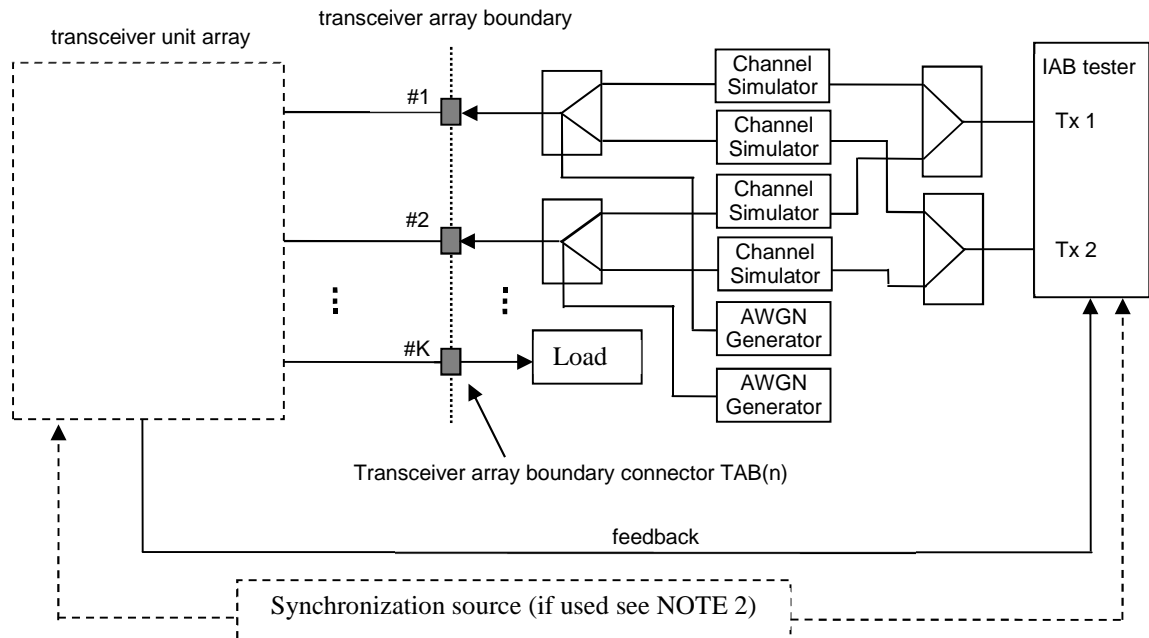 transceiver array boundary
transceiver unit array
Channel
Simulator
IAB tester
#1
Tx 1
Channel
Simulator
Channel
Simulator
#2
Channel
Simulator
Tx 2
AWGN
Generator
#K
Load
AWGN
Generator
Transceiver array boundary connector TAB(n)
feedback
Synchronization source (if used see NOTE 2)